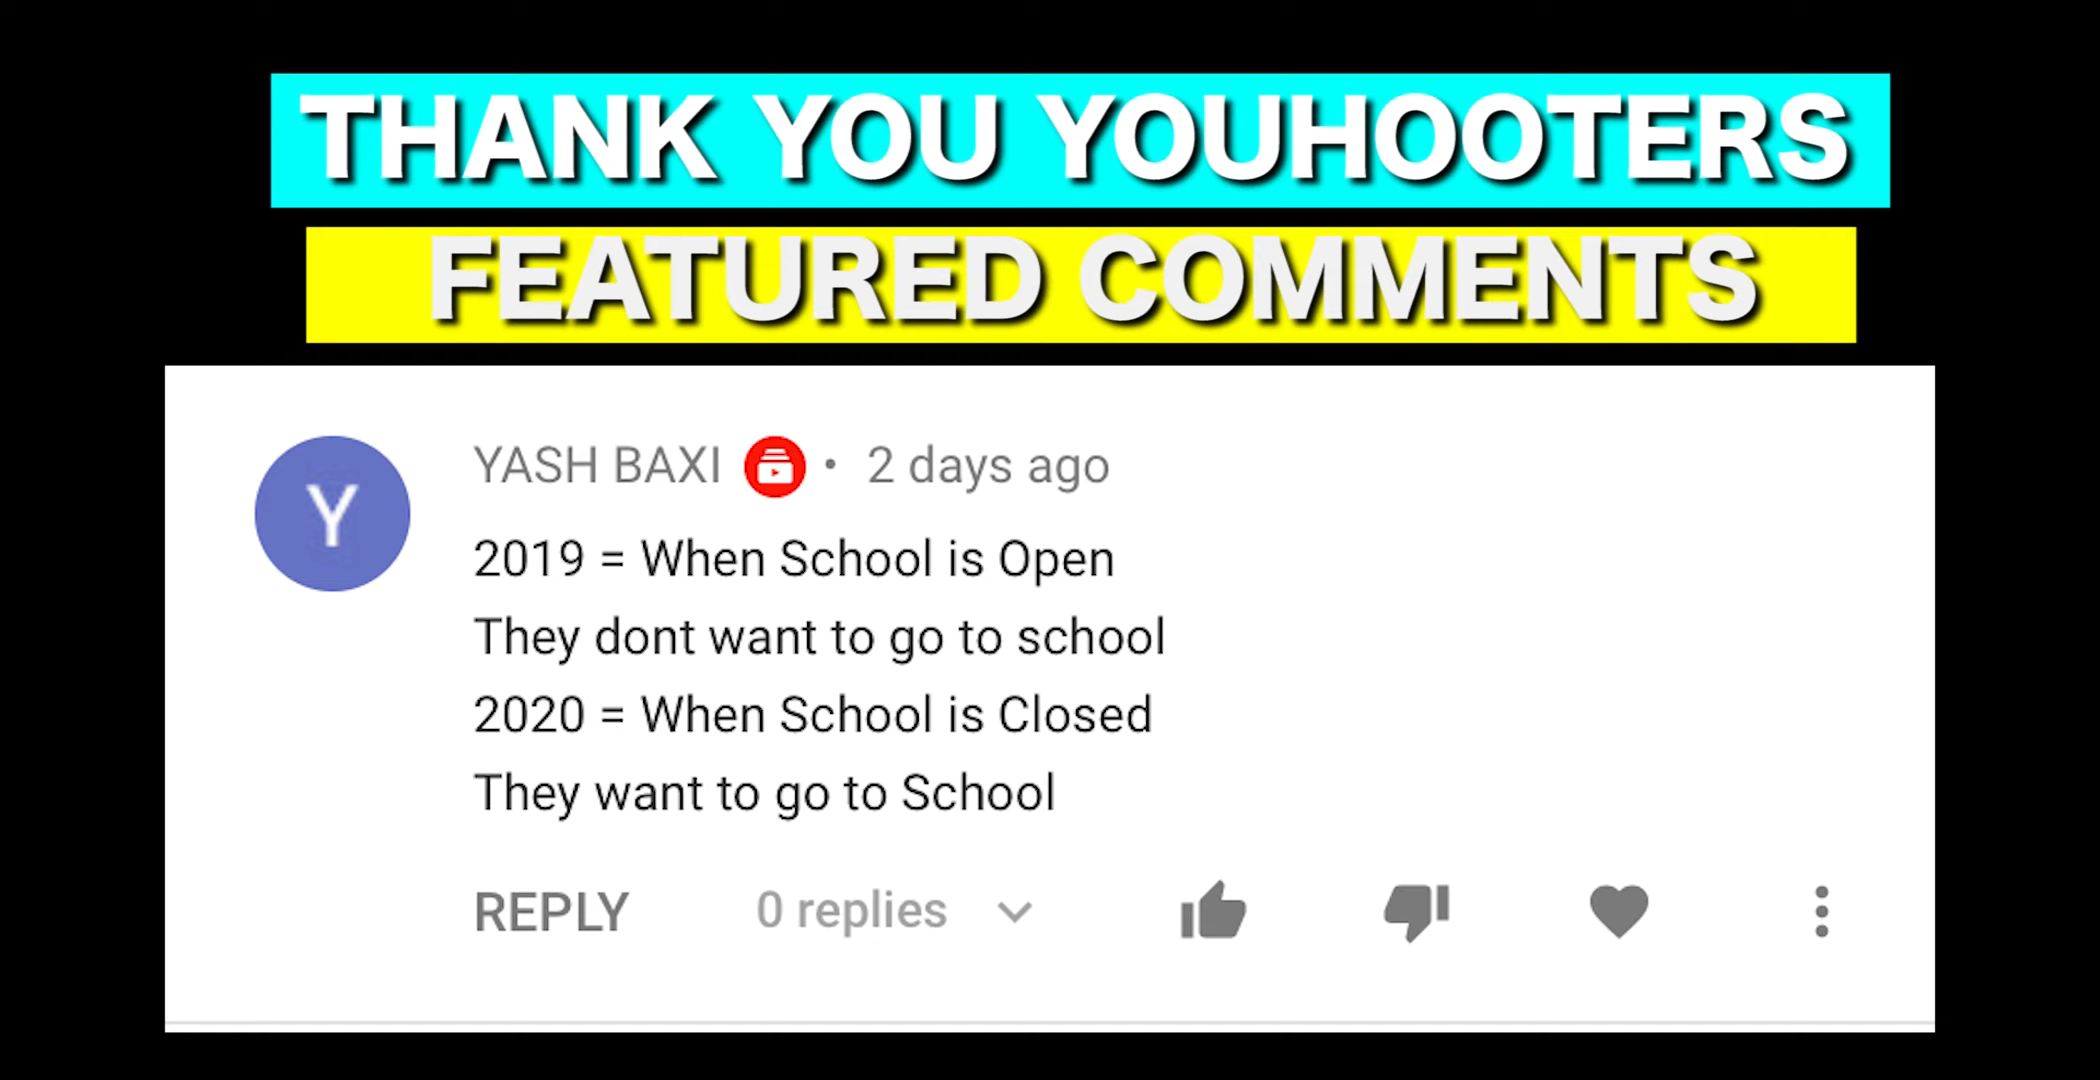 THANK YOU YOUHOOTERS
FEATURED COMMENTS
Y
YASH BAXI • 2 days ago
2019 = When School is Open
They dont want to go to school
2020 = When School is Closed
They want to go to School
REPLY 0 replies